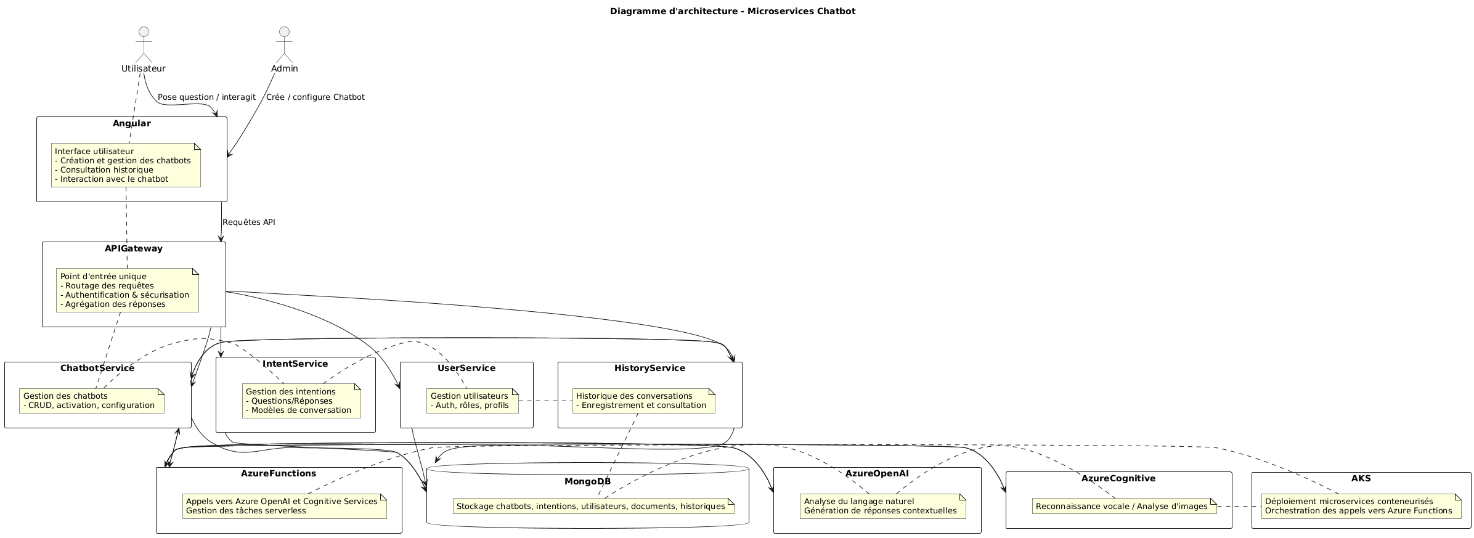 Diagramme d'architecture - Microservices Chatbot
Utilisateur
Admin
Pose question / interagit
Crée / configure Chatbot
Angular
Interface utilisateur
- Création et gestion des chatbots
- Consultation historique
- Interaction avec le chatbot
Requêtes API
APIGateway
Point d'entrée unique
- Routage des requêtes
- Authentification & sécurisation
- Agrégation des réponses
ChatbotService
Gestion des chatbots
- CRUD, activation, configuration
IntentService
Gestion des intentions
- Questions/Réponses
- Modèles de conversation
UserService
Gestion utilisateurs
- Auth, rôles, profils
HistoryService
Historique des conversations
- Enregistrement et consultation
AzureFunctions
Appels vers Azure OpenAI et Cognitive Services
Gestion des tâches serverless
MongoDB
Stockage chatbots, intentions, utilisateurs, documents, historiques
AzureOpenAI
Analyse du langage naturel
Génération de réponses contextuelles
AzureCognitive
Reconnaissance vocale / Analyse d'images
AKS
Déploiement microservices conteneurisés
Orchestration des appels vers Azure Functions